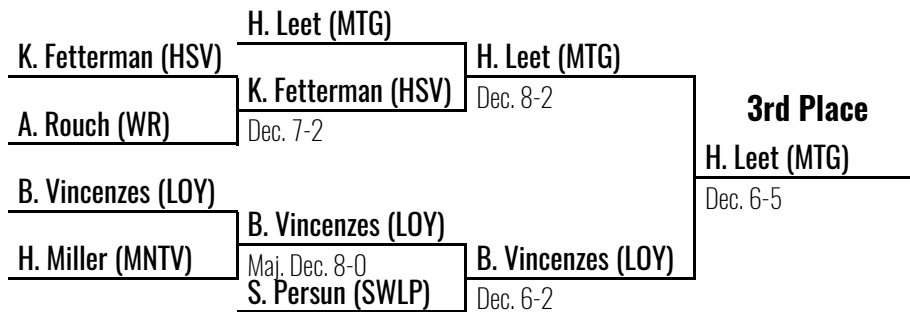 H. Leet (MTG)
K. Fetterman (HSV)
H. Leet (MTG)
K. Fetterman (HSV)
Dec. 8-2
3rd Place
A. Rouch (WR)
Dec. 7-2
H. Leet (MTG)
B. Vincenzes (LOY)
Dec. 6-5
B. Vincenzes (LOY)
H. Miller (MNTV)
Maj. Dec. 8-0
B. Vincenzes (LOY)
S. Persun (SWLP)
Dec. 6-2